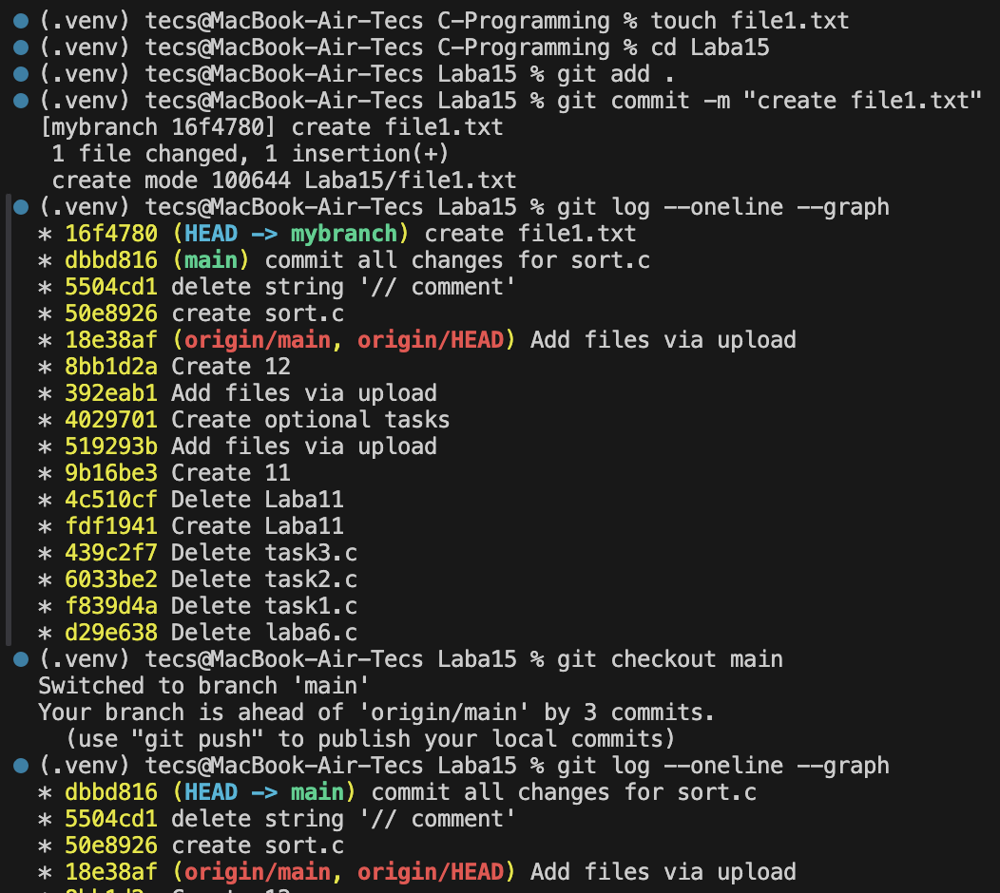 (.venv) tecs@MacBook-Air-Tecs C-Programming % touch file1.txt
(.venv) tecs@MacBook-Air-Tecs C-Programming % cd Laba15
(.venv) tecs@MacBook-Air-Tecs Laba15 % git add .
(.venv) tecs@MacBook-Air-Tecs Laba15 % git commit -m "create file1.txt"
[mybranch 16f4780] create file1.txt
1 file changed, 1 insertion(+)
create mode 100644 Laba15/file1.txt
(.venv) tecs@MacBook-Air-Tecs Laba15 % git log --oneline --graph
* 16f4780 (HEAD -> mybranch) create file1.txt
* dbbd816 (main) commit all changes for sort.c
* 5504cd1 delete string '// comment'
* 50e8926 create sort.c
* 18e38af (origin/main, origin/HEAD) Add files via upload
* 8bb1d2a Create 12
* 392eab1 Add files via upload
* 4029701 Create optional tasks
* 519293b Add files via upload
* 9b16be3 Create 11
* 4c510cf Delete Laba11
* fdf1941 Create Laba11
* 439c2f7 Delete task3.c
* 6033be2 Delete task2.c
* f839d4a Delete task1.c
* d29e638 Delete laba6.c
(.venv) tecs@MacBook-Air-Tecs Laba15 % git checkout main
Switched to branch 'main'
Your branch is ahead of 'origin/main' by 3 commits.
(use "git push" to publish your local commits)
(.venv) tecs@MacBook-Air-Tecs Laba15 % git log --oneline --graph
* dbbd816 (HEAD -> main) commit all changes for sort.c
* 5504cd1 delete string '// comment'
* 50e8926 create sort.c
* 18e38af (origin/main, origin/HEAD) Add files via upload